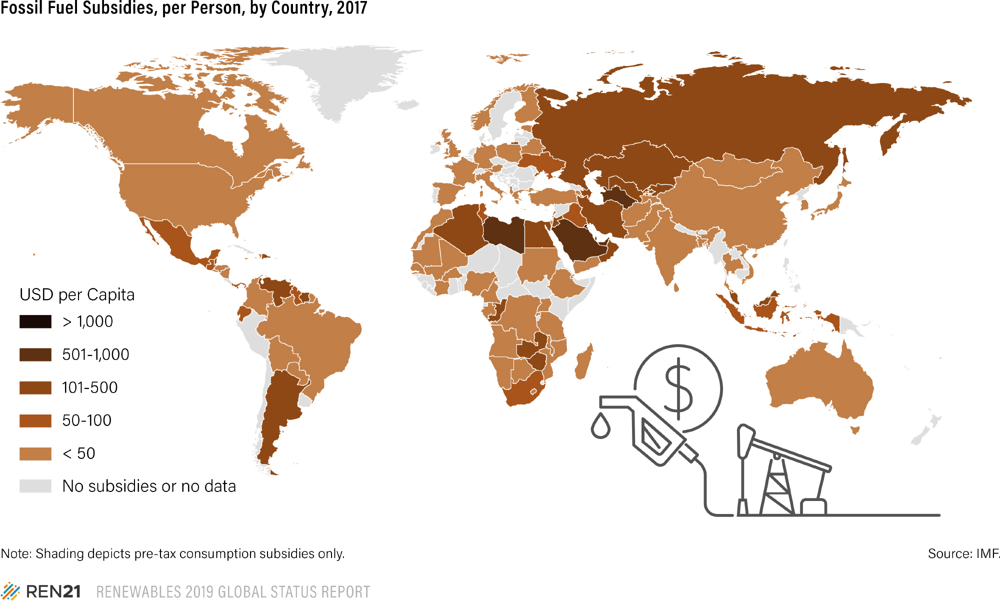 Fossil Fuel Subsidies, per Person, by Country, 2017
USD per Capita
> 1,000
501-1,000
101-500
50-100
< 50
No subsidies or no data
$
Note: Shading depicts pre-tax consumption subsidies only.
Source: IMF.
REN21 RENEWABLES 2019 GLOBAL STATUS REPORT